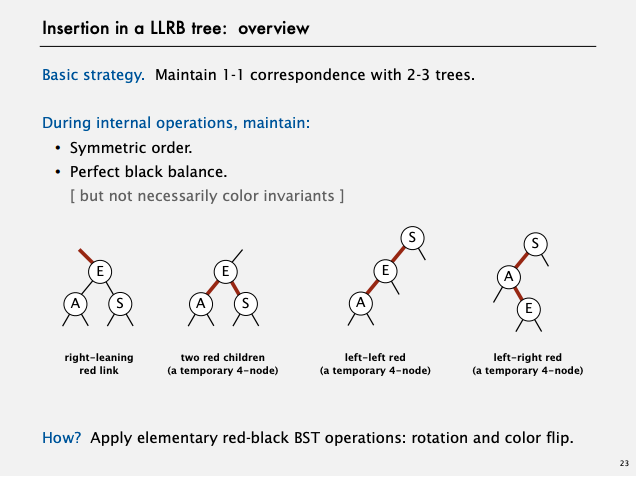 Insertion in a LLRB tree: overview
Basic strategy. Maintain 1-1 correspondence with 2-3 trees.
During internal operations, maintain:
• Symmetric order.
• Perfect black balance.
[ but not necessarily color invariants ]
E
A
S
right–leaning
red link
E
A
S
two red children
(a temporary 4–node)
S
E
A
left–left red
(a temporary 4–node)
S
A
E
left–right red
(a temporary 4–node)
How? Apply elementary red-black BST operations: rotation and color flip.
23